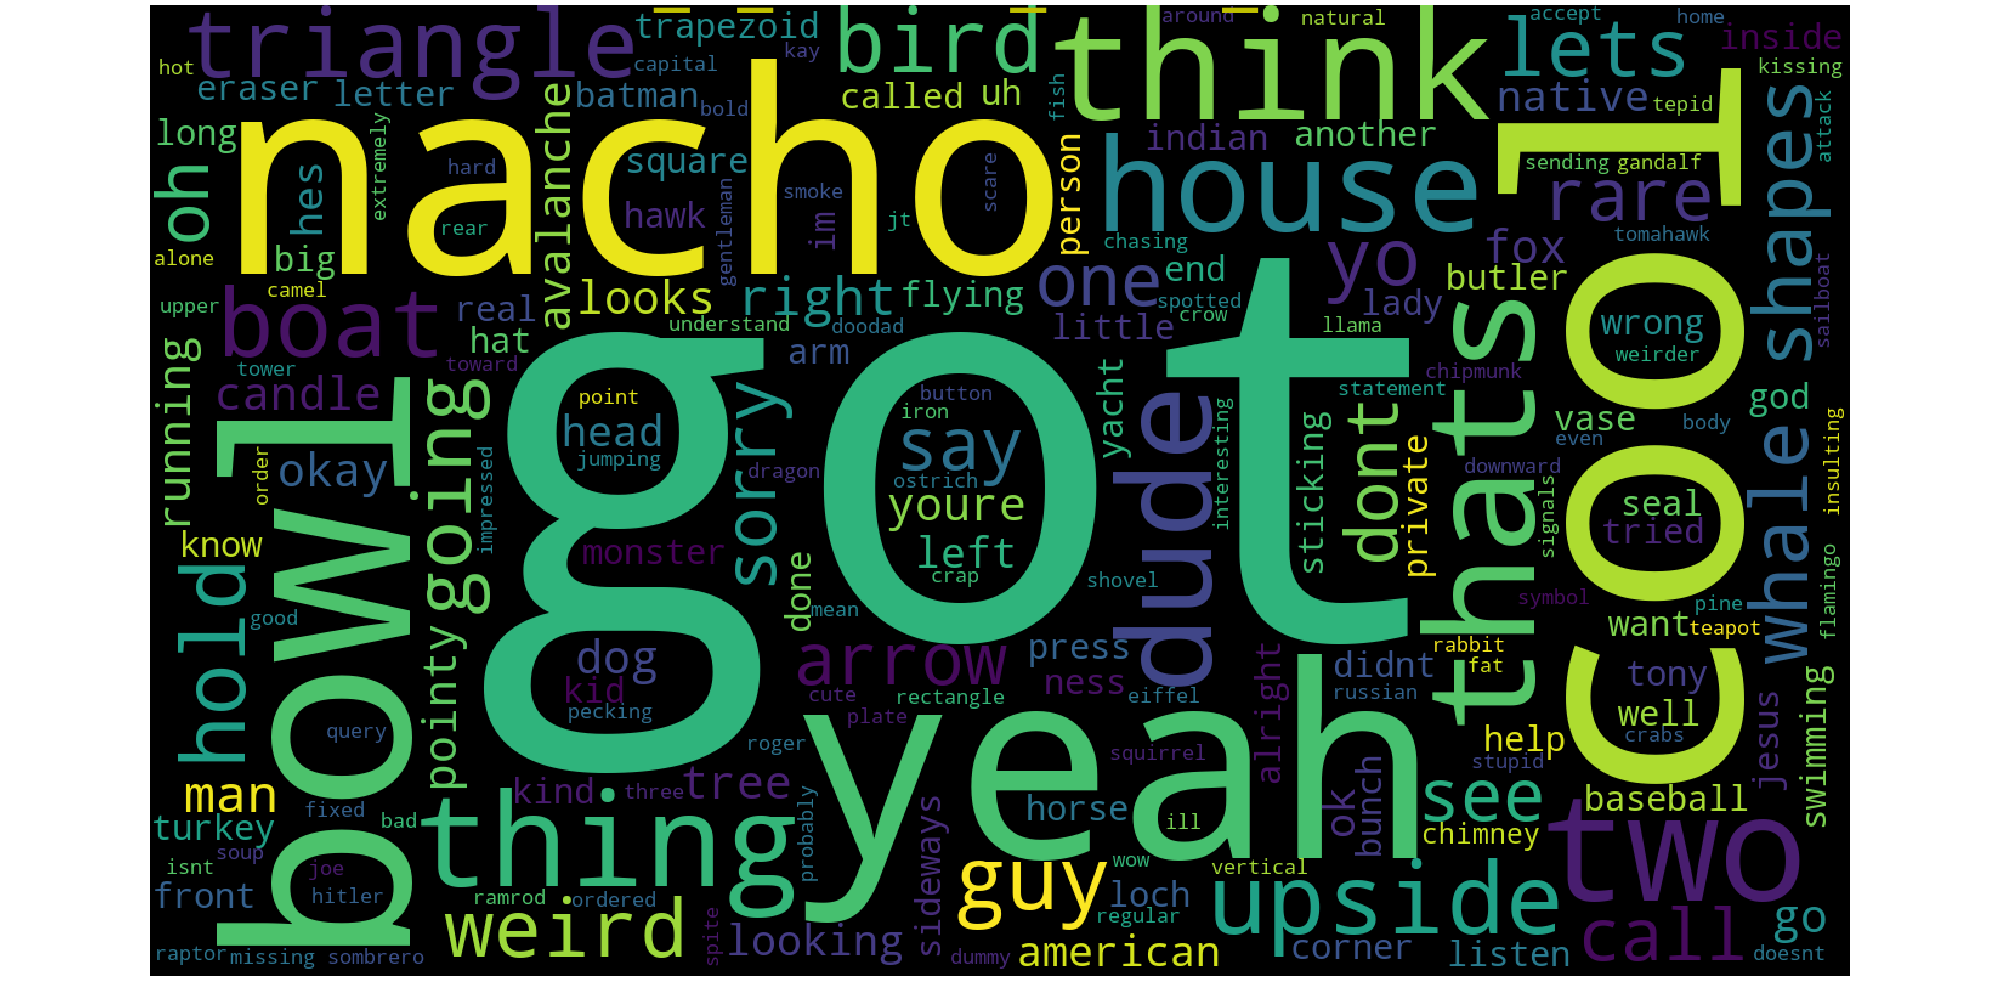 triangle
trapezoid
bird
think
around
natural
accept
home
lets
inside
hot
capital
kay
kissing
eraser
letter
batman
bold
called
uh
fish
native
tepid
attack
shapes
long
nacho
avalanche
extremely
hard
square
smoke
scare
person
indian
another
house
sending
gandalf
cool
oh
hes
rear
hawk
gentleman
im
jt
rare
alone
big
camel
chasing
yo
fox
tomahawk
upper
boat
real
looks
right
flying
one
end
spotted
lady
butler
sailboat
hat
understand
doodad
little
crow
llama
wrong
tower
toward
arm
weirder
running
candle
going
point
button
yacht
statement
chipmunk
thats
got
head
sorry
iron
say
interesting
dude
sticking
dont
private
vase
god
even
body
whale
insulting
bowl
okay
order
impressed
jumping
dragon
ostrich
youre
downward
seal
tried
signals
know
monster
left
crap
shovel
symbol
pine
flamingo
hold
good
done
mean
want
teapot
pointy
dog
arrow
press
didnt
rabbit
fat
kid
cute
rectangle
ness
eiffel
alright
russian
tony
pecking
plate
yeah
well
query
roger
squirrel
help
crabs
jesus
swimming
man
fixed
kind
three
tree
probably
horse
ok
bunch
stupid
see
baseball
turkey
bad
thing
ill
chimney
two
isnt
soup
joe
wow
vertical
front
hitler
ramrod
ordered
sideways
guy
loch
regular
upside
weird
spite
looking
call
go
raptor
missing
sombrero
dummy
american
corner
listen
doesnt